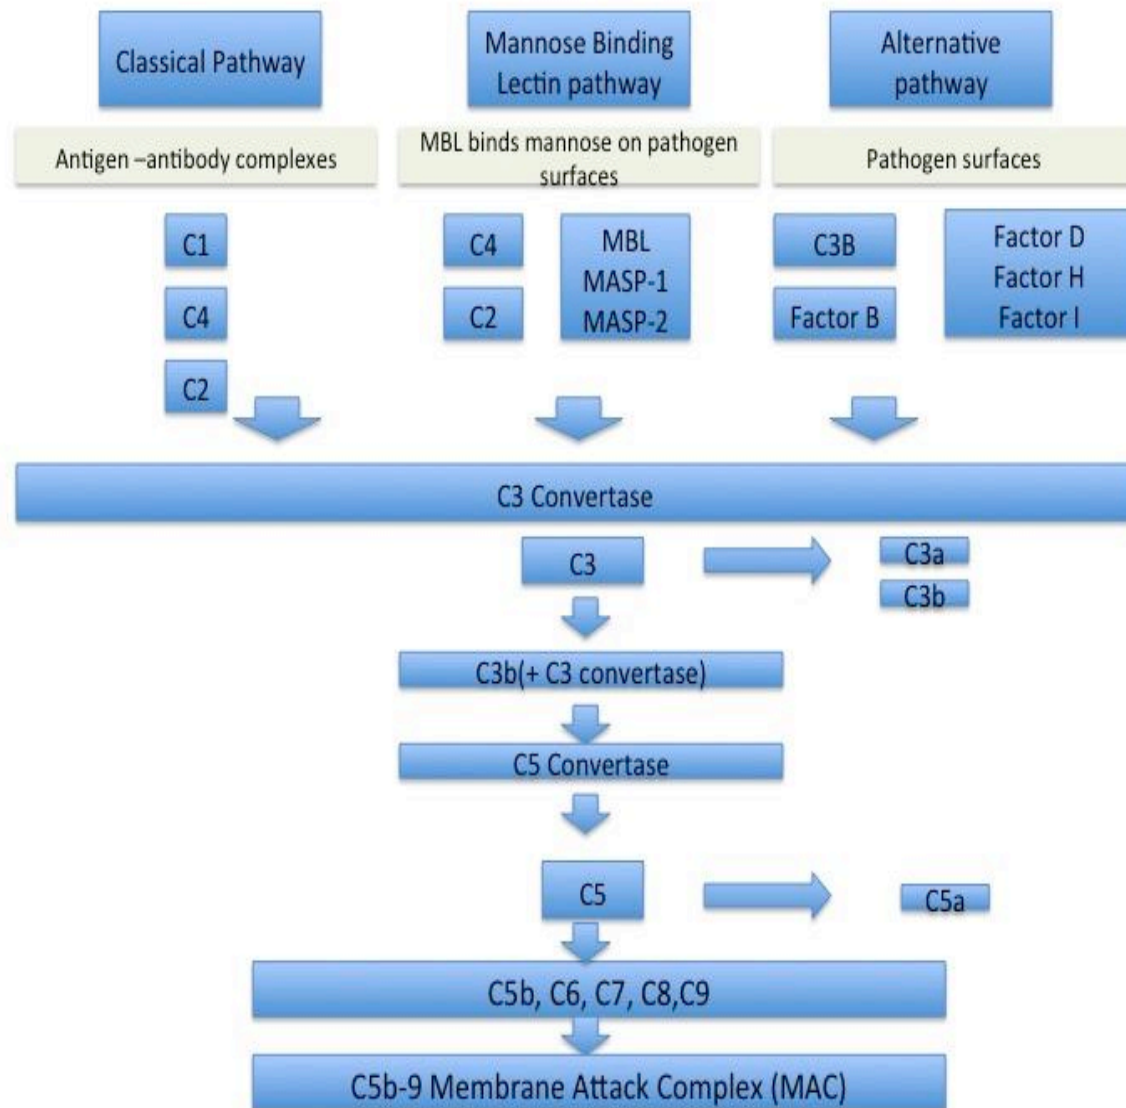 Classical Pathway
Mannose Binding
Lectin pathway
Alternative
pathway
Antigen –antibody complexes
MBL binds mannose on pathogen
surfaces
Pathogen surfaces
C1
C4
C2
C4
C2
MBL
MASP-1
MASP-2
C3B
Factor B
Factor D
Factor H
Factor I
C3 Convertase
C3
C3a
C3b
C3b(+ C3 convertase)
C5 Convertase
C5
C5a
C5b, C6, C7, C8,C9
C5b-9 Membrane Attack Complex (MAC)